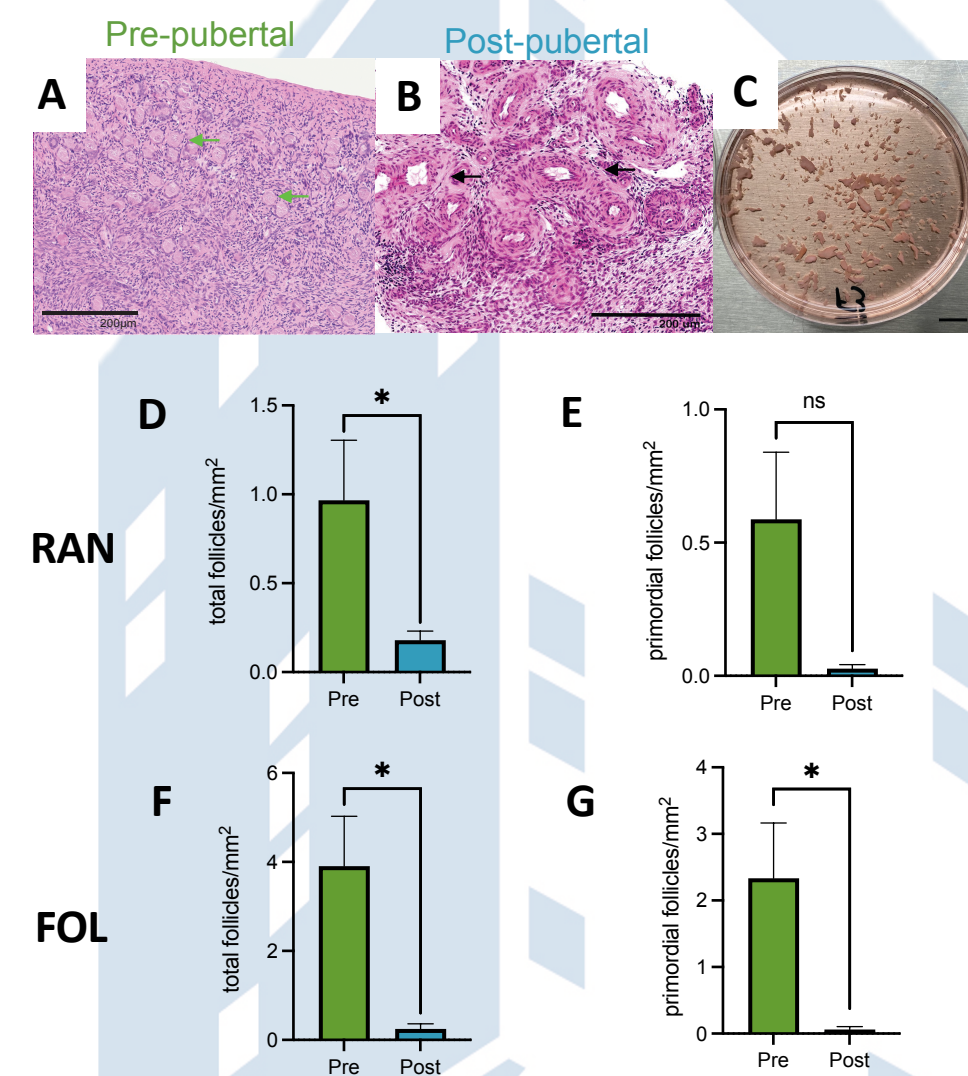 Pre-pubertal
Post-pubertal
A
B
C
200µm
200 µm
D
*
1.5
1.0
0.5
0.0
total follicles/mm²
Pre
Post
E
ns
1.0
0.5
0.0
primordial follicles/mm²
Pre
Post
RAN
F
*
6
4
2
0
total follicles/mm²
Pre
Post
G
*
4
3
2
1
0
primordial follicles/mm²
Pre
Post
FOL